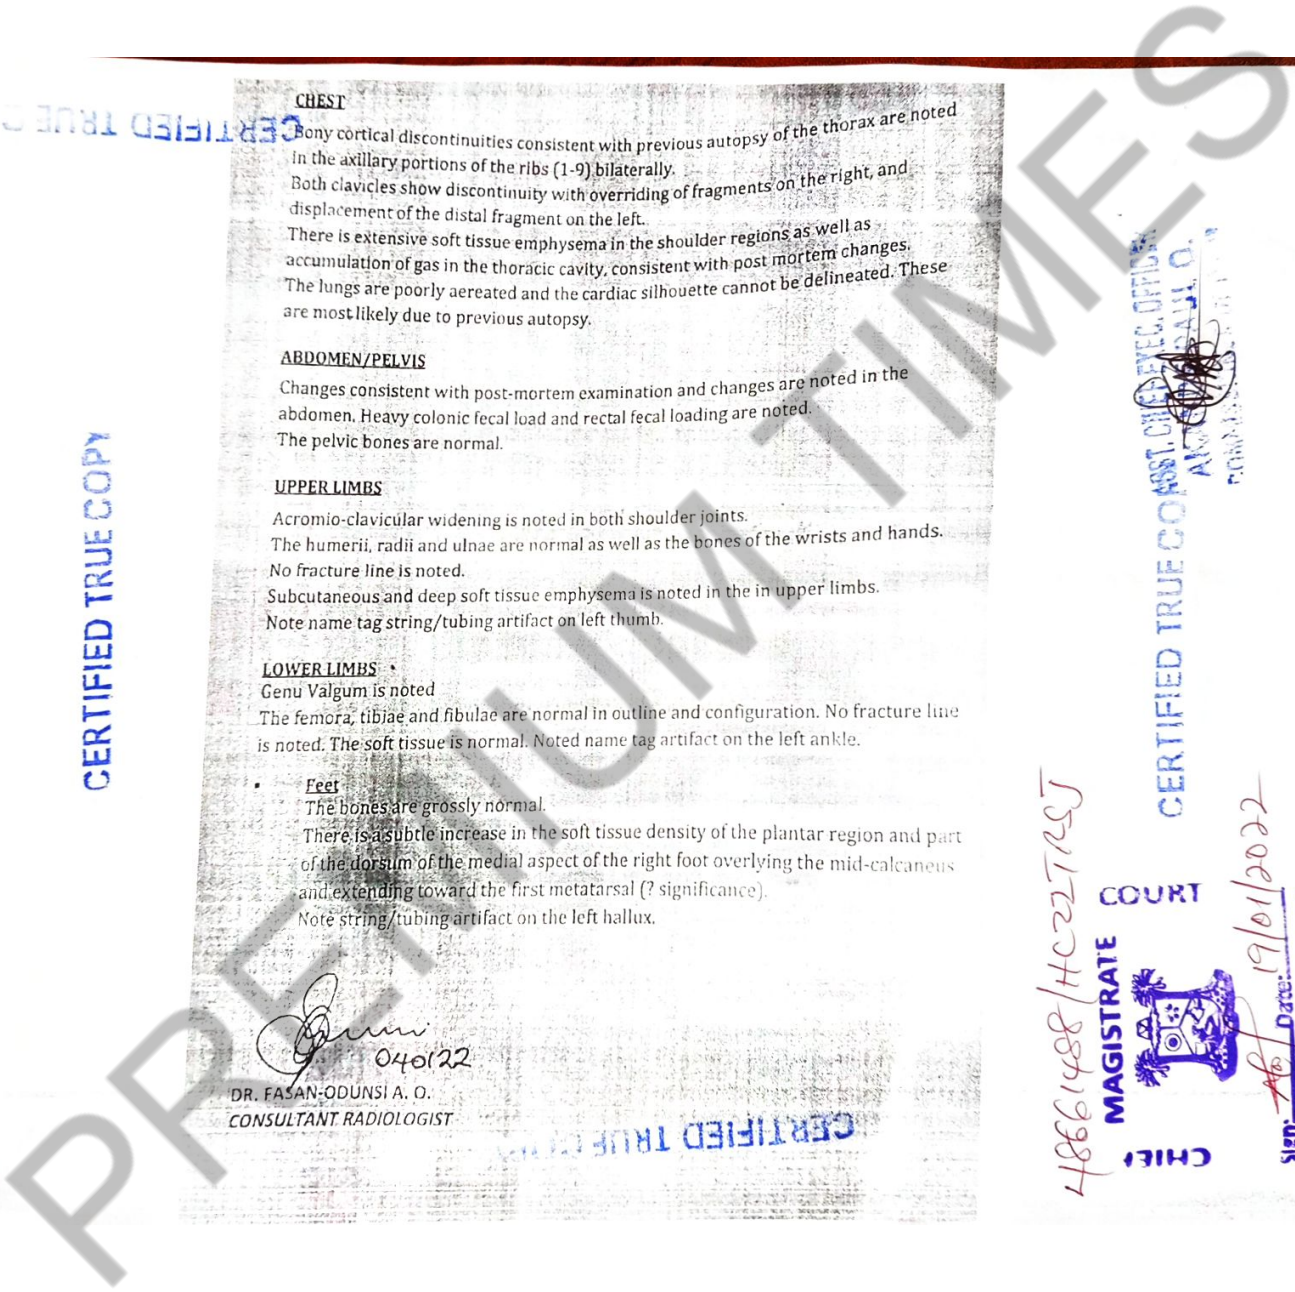 CHEST
Bony cortical discontinuities consistent with previous autopsy of the thorax are noted
in the axillary portions of the ribs (1-9) bilaterally.
Both clavicles show discontinuity with overriding of fragments on the right, and
displacement of the distal fragment on the left.
There is extensive soft tissue emphysema in the shoulder regions as well as
accumulation of gas in the thoracic cavity, consistent with post mortem changes.
The lungs are poorly aereated and the cardiac silhouette cannot be delineated. These
are most likely due to previous autopsy.
ABDOMEN/PELVIS
Changes consistent with post-mortem examination and changes are noted in the
abdomen. Heavy colonic fecal load and rectal fecal loading are noted.
The pelvic bones are normal.
UPPER LIMBS
Acromio-clavicular widening is noted in both shoulder joints.
The humerii, radii and ulnae are normal as well as the bones of the wrists and hands.
No fracture line is noted.
Subcutaneous and deep soft tissue emphysema is noted in the in upper limbs.
Note name tag string/tubing artifact on left thumb.
LOWER LIMBS
Genu Valgum is noted
The femora, tibiae and fibulae are normal in outline and configuration. No fracture line
is noted. The soft tissue is normal. Noted name tag artifact on the left ankle.
• Feet
The bones are grossly normal.
There is a subtle increase in the soft tissue density of the plantar region and part
of the dorsum of the medial aspect of the right foot overlying the mid-calcaneus
and extending toward the first metatarsal (? significance).
Note string/tubing artifact on the left hallux.
040122
DR. FASAN-ODUNSI A. O.
CONSULTANT RADIOLOGIST
CERTIFIED TRUE C
CERTIFIED TRUE COPY
CERTIFIED TRUE
CERTIFIED TRUE CO
ASST. CHIEF EXEC. OFFICER
CHIEF
MAGISTRATE
COURT
Sign:
Date: 19/01/2022
PREMIUM TIMES